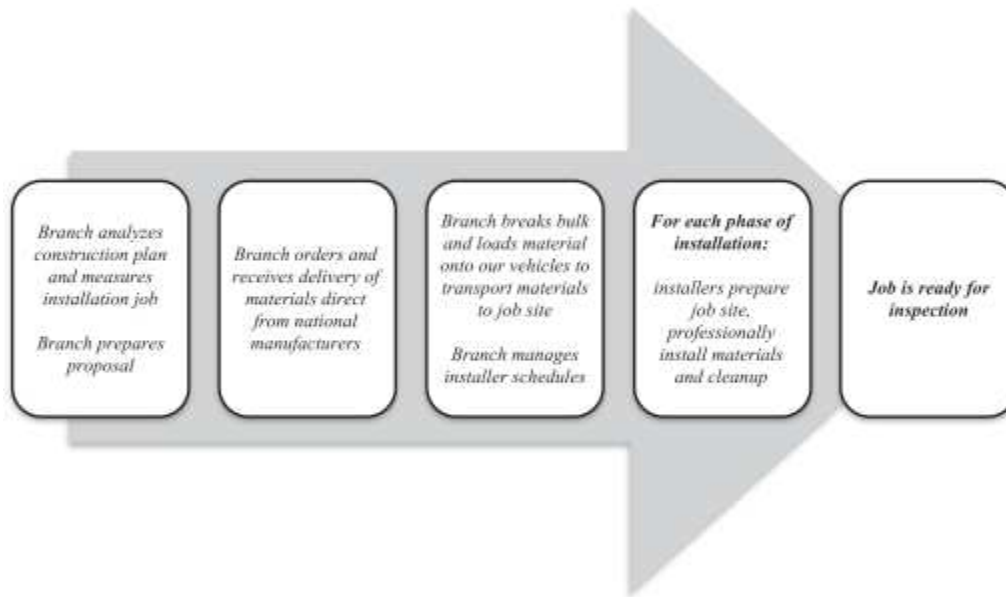 Branch analyzes
construction plan
and measures
installation job
Branch prepares
proposal
Branch orders and
receives delivery of
materials direct
from national
manufacturers
Branch breaks bulk
and loads material
onto our vehicles to
transport materials
to job site
Branch manages
installer schedules
For each phase of
installation:
installers prepare
job site,
professionally
install materials
and cleanup
Job is ready for
inspection